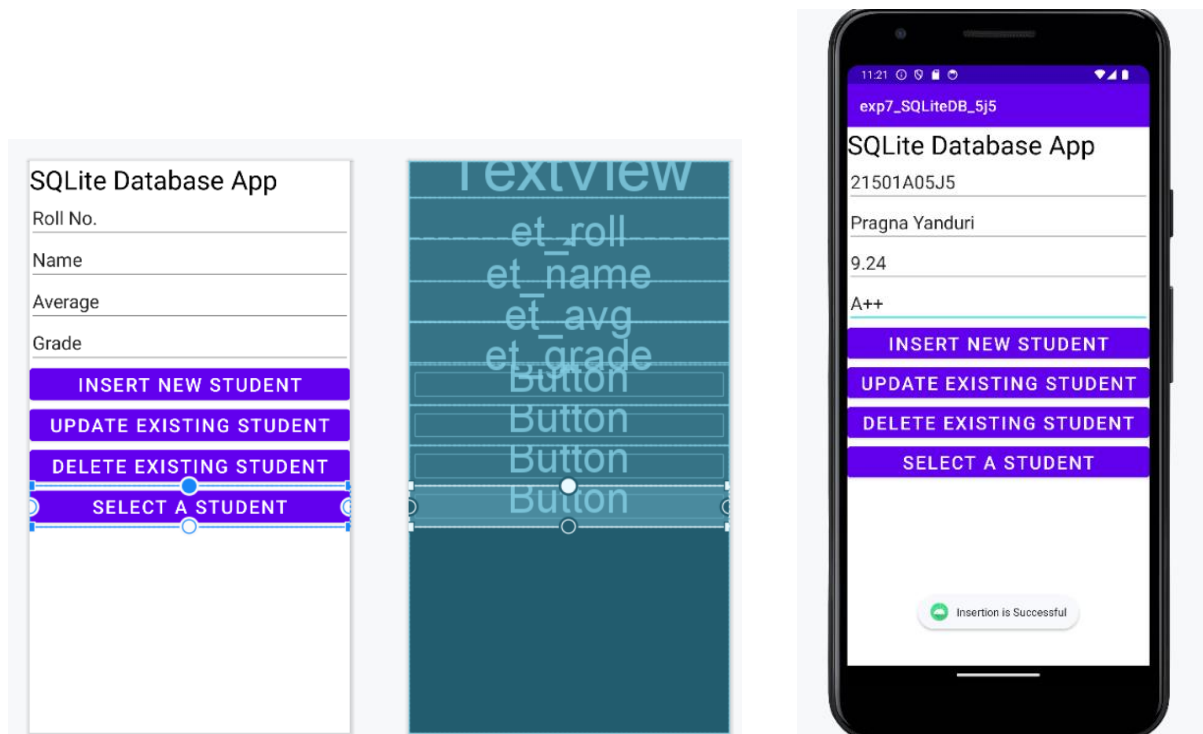 SQLite Database App
Roll No.
Name
Average
Grade
INSERT NEW STUDENT
UPDATE EXISTING STUDENT
DELETE EXISTING STUDENT
SELECT A STUDENT
TextView
et_roll
et_name
et_avg
et_grade
Button
Button
Button
Button
11:21
exp7_SQLiteDB_5j5
SQLite Database App
21501A05J5
Pragna Yanduri
9.24
A++
INSERT NEW STUDENT
UPDATE EXISTING STUDENT
DELETE EXISTING STUDENT
SELECT A STUDENT
Insertion is Successful